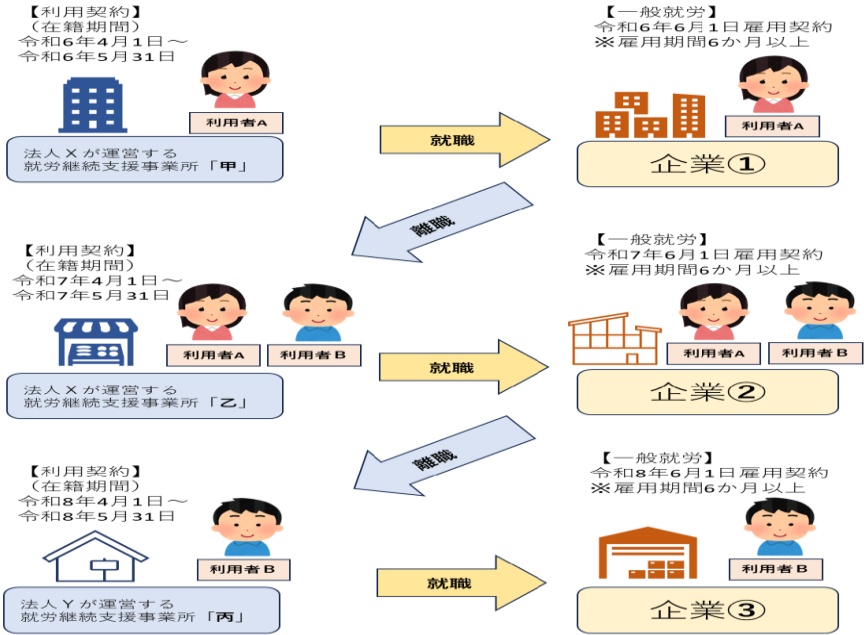 【利用契約】
(在籍期間)
令和6年4月1日～
令和6年5月31日
利用者A
法人Xが運営する
就労継続支援事業所「甲」
就職
【一般就労】
令和6年6月1日雇用契約
※雇用期間6か月以上
利用者A
企業①
離職
【利用契約】
(在籍期間)
令和7年4月1日～
令和7年5月31日
利用者A
利用者B
法人Xが運営する
就労継続支援事業所「乙」
就職
【一般就労】
令和7年6月1日雇用契約
※雇用期間6か月以上
利用者A
利用者B
企業②
離職
【利用契約】
(在籍期間)
令和8年4月1日～
令和8年5月31日
利用者B
法人Yが運営する
就労継続支援事業所「丙」
就職
【一般就労】
令和8年6月1日雇用契約
※雇用期間6か月以上
利用者B
企業③